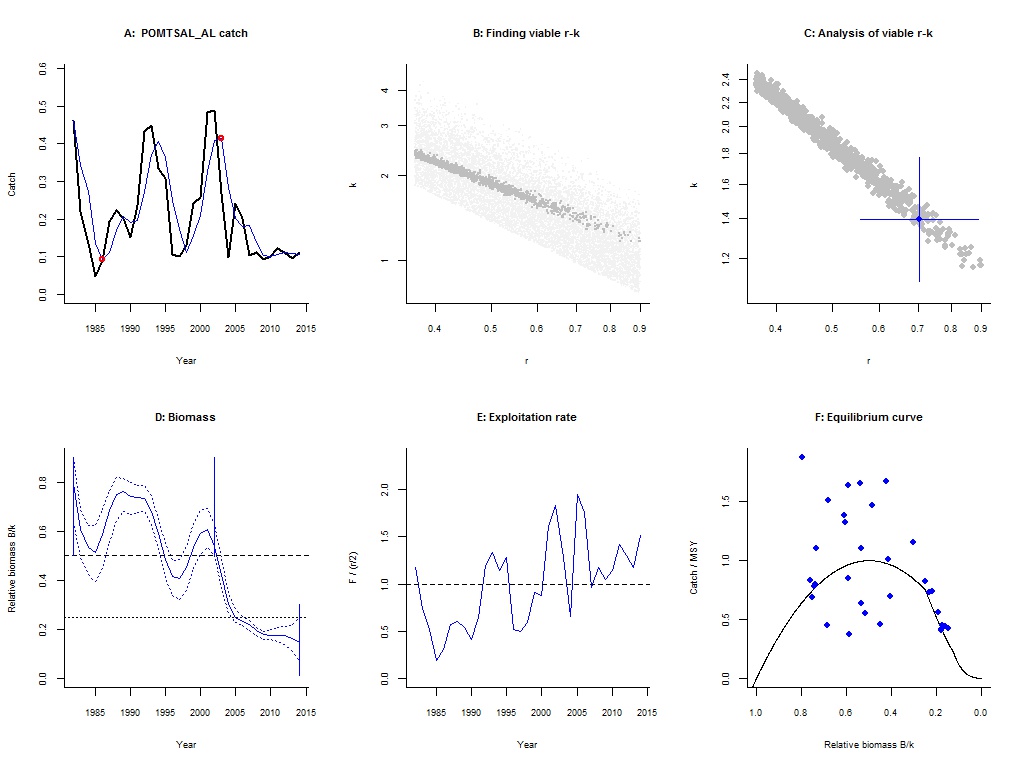 A: POMTSAL_AL catch
Catch
0.0 0.1 0.2 0.3 0.4 0.5 0.6
1985 1990 1995 2000 2005 2010 2015
Year
B: Finding viable r-k
k
1 2 3 4
0.4 0.5 0.6 0.7 0.8 0.9
r
C: Analysis of viable r-k
k
1.2 1.4 1.6 1.8 2.0 2.2 2.4
0.4 0.5 0.6 0.7 0.8 0.9
r
D: Biomass
Relative biomass B/k
0.0 0.2 0.4 0.6 0.8
1985 1990 1995 2000 2005 2010 2015
Year
E: Exploitation rate
F / (r/2)
0.0 0.5 1.0 1.5 2.0
1985 1990 1995 2000 2005 2010 2015
Year
F: Equilibrium curve
Catch / MSY
0.0 0.5 1.0 1.5
1.0 0.8 0.6 0.4 0.2 0.0
Relative biomass B/k